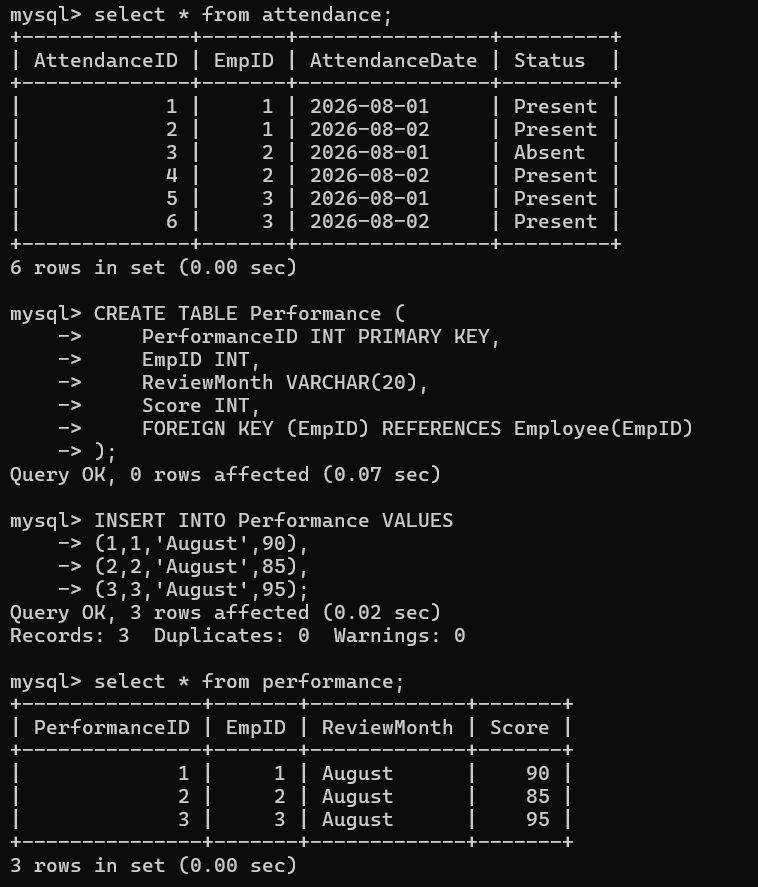 mysql> select * from attendance;
+--------------+-------+----------------+---------+
| AttendanceID | EmpID | AttendanceDate | Status  |
+--------------+-------+----------------+---------+
|            1 |     1 | 2026-08-01     | Present |
|            2 |     1 | 2026-08-02     | Present |
|            3 |     2 | 2026-08-01     | Absent  |
|            4 |     2 | 2026-08-02     | Present |
|            5 |     3 | 2026-08-01     | Present |
|            6 |     3 | 2026-08-02     | Present |
+--------------+-------+----------------+---------+
6 rows in set (0.00 sec)

mysql> CREATE TABLE Performance (
    ->     PerformanceID INT PRIMARY KEY,
    ->     EmpID INT,
    ->     ReviewMonth VARCHAR(20),
    ->     Score INT,
    ->     FOREIGN KEY (EmpID) REFERENCES Employee(EmpID)
    -> );
Query OK, 0 rows affected (0.07 sec)

mysql> INSERT INTO Performance VALUES
    -> (1,1,'August',90),
    -> (2,2,'August',85),
    -> (3,3,'August',95);
Query OK, 3 rows affected (0.02 sec)
Records: 3  Duplicates: 0  Warnings: 0

mysql> select * from performance;
+---------------+-------+-------------+-------+
| PerformanceID | EmpID | ReviewMonth | Score |
+---------------+-------+-------------+-------+
|             1 |     1 | August      |    90 |
|             2 |     2 | August      |    85 |
|             3 |     3 | August      |    95 |
+---------------+-------+-------------+-------+
3 rows in set (0.00 sec)